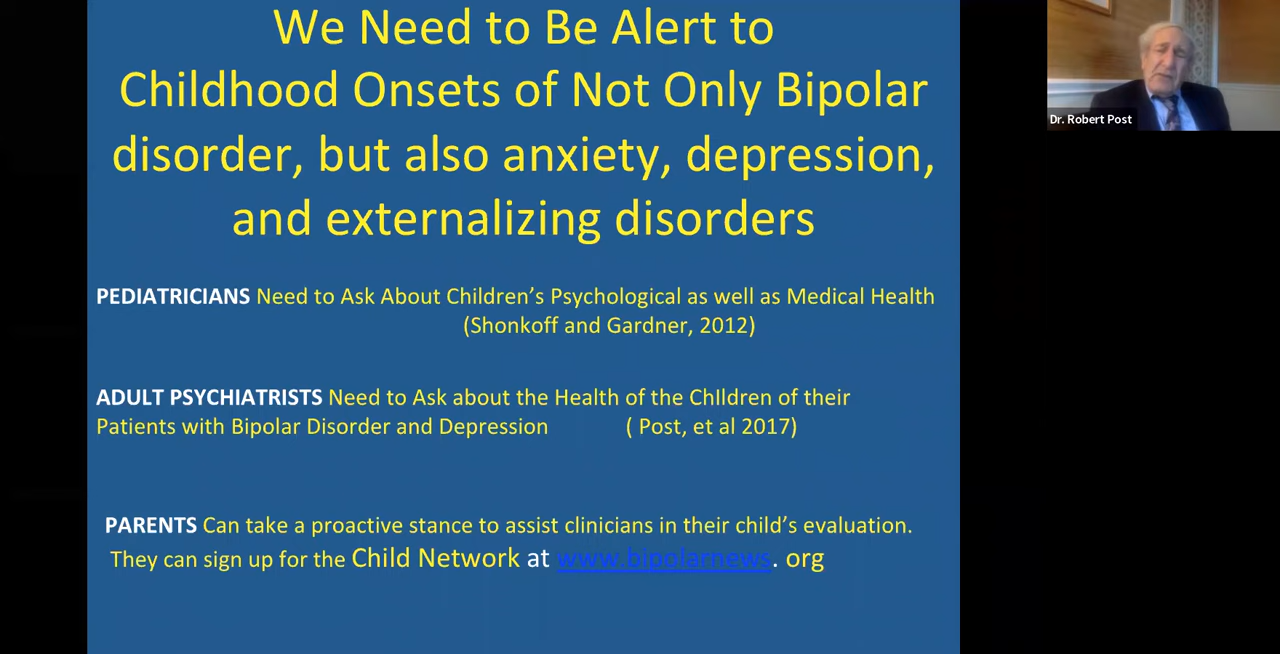 We Need to Be Alert to
Childhood Onsets of Not Only Bipolar
disorder, but also anxiety, depression,
and externalizing disorders
PEDIATRICIANS Need to Ask About Children’s Psychological as well as Medical Health
(Shonkoff and Gardner, 2012)
ADULT PSYCHIATRISTS Need to Ask about the Health of the ChIldren of their
Patients with Bipolar Disorder and Depression ( Post, et al 2017)
PARENTS Can take a proactive stance to assist clinicians in their child’s evaluation.
They can sign up for the Child Network at www.bipolarnews. org
Dr. Robert Post